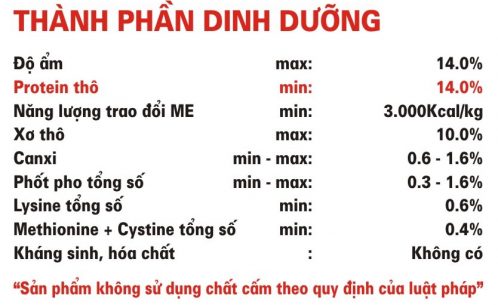 THÀNH PHẦN DINH DƯỠNG
Độ ẩm max: 14.0%
Protein thô min: 14.0%
Năng lượng trao đổi ME min: 3.000Kcal/kg
Xơ thô max: 10.0%
Canxi min - max: 0.6 - 1.6%
Phốt pho tổng số min - max: 0.3 - 1.6%
Lysine tổng số min: 0.6%
Methionine + Cystine tổng số min: 0.4%
Kháng sinh, hóa chất : Không có
“Sản phẩm không sử dụng chất cấm theo quy định của luật pháp”